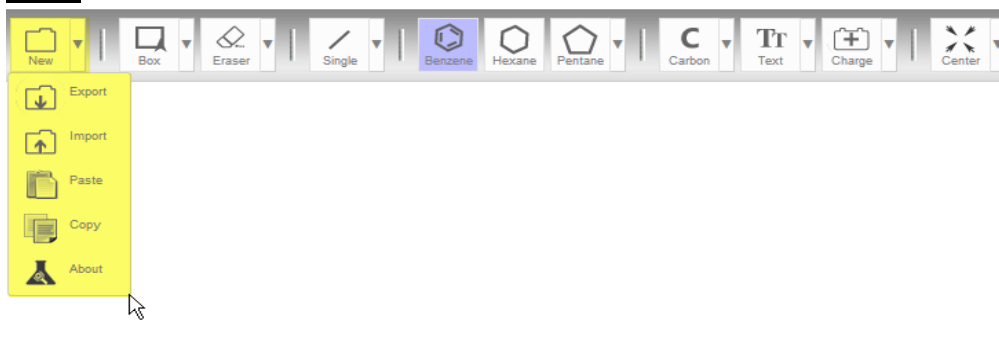 New Box Eraser Single Benzene Hexane Pentane C Carbon TT Text Charge Center
Export
Import
Paste
Copy
About